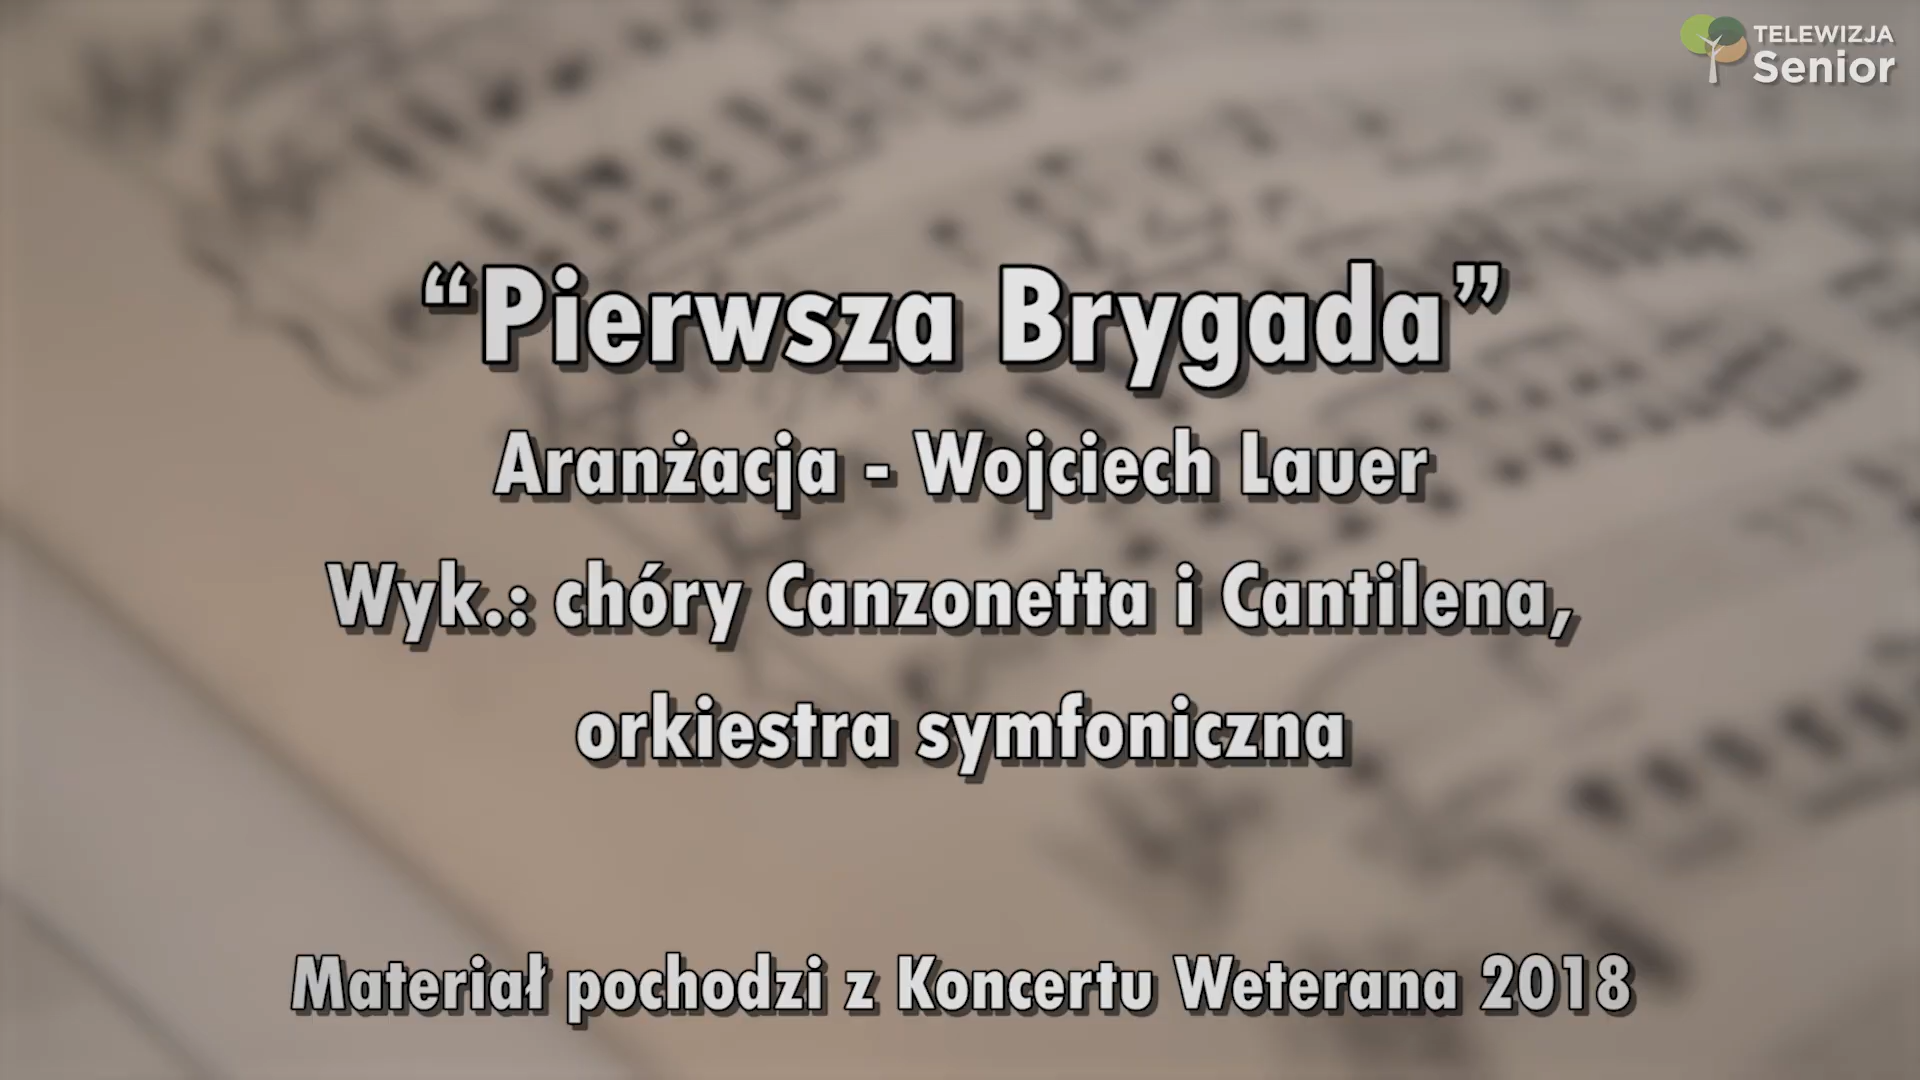 TELEWIZJA
Senior
“Pierwsza Brygada”
Aranżacja - Wojciech Lauer
Wyk.: chóry Canzonetta i Cantilena,
orkiestra symfoniczna
Materiał pochodzi z Koncertu Weterana 2018